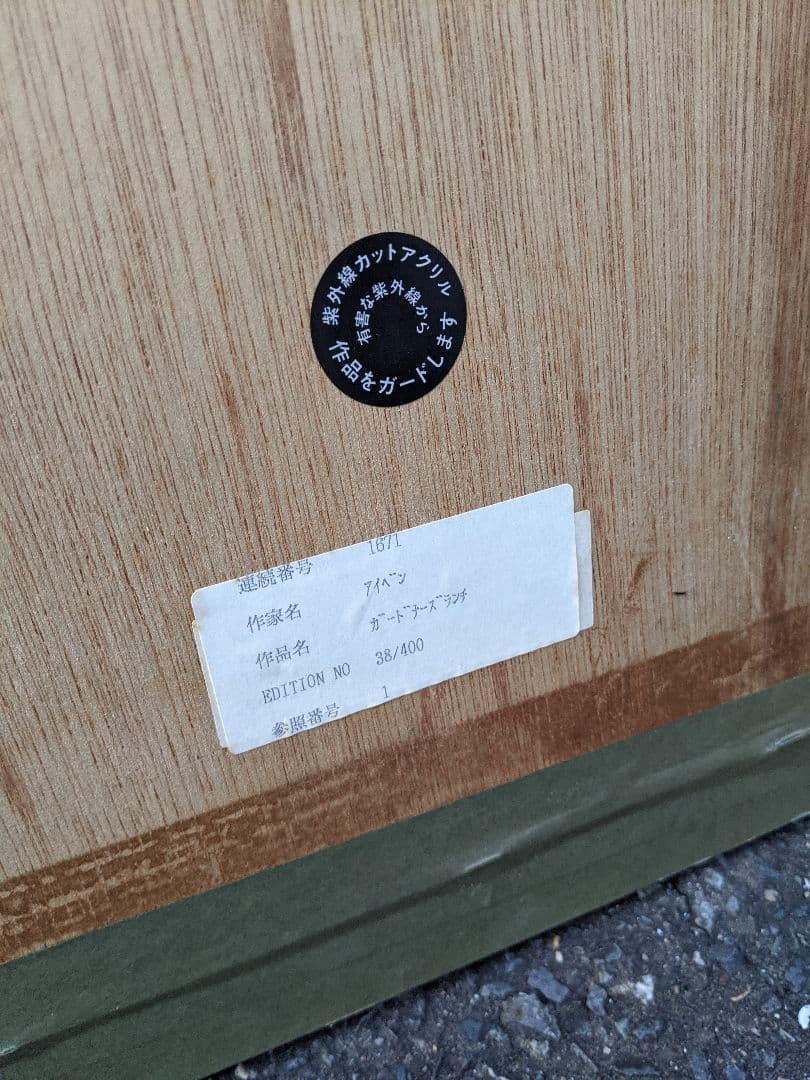 紫外線カットアクリル
有害な紫外線から
作品をガードします
連続番号 1671
作家名 ｱｲﾍﾞﾝ
作品名 ｶﾞｰﾄﾞﾅｰｽﾞﾗﾝﾁ
EDITION NO 38/400
参照番号 1